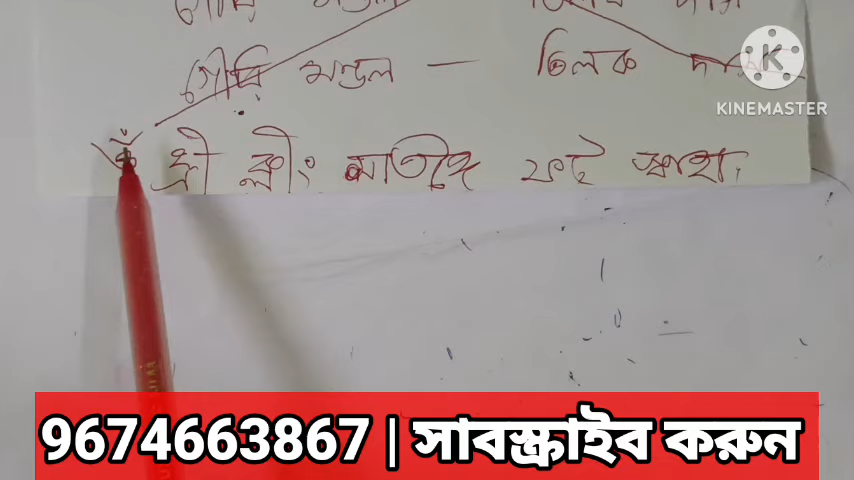 গৌরি মন্ডল — তিলক দাস
ওঁ হ্রী ক্লীং মাতঙ্গৈ ফট্ স্বাহা।
KINEMASTER
9674663867 | সাবস্ক্রাইব করুন